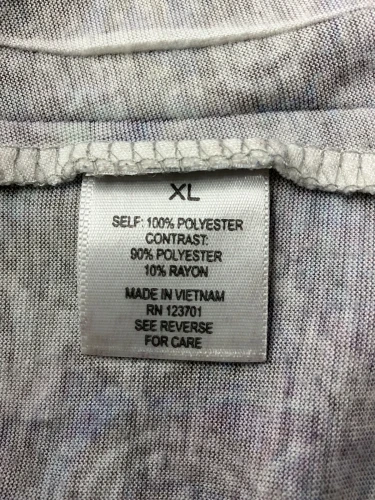 XL
SELF: 100% POLYESTER
CONTRAST:
90% POLYESTER
10% RAYON
MADE IN VIETNAM
RN 123701
SEE REVERSE
FOR CARE